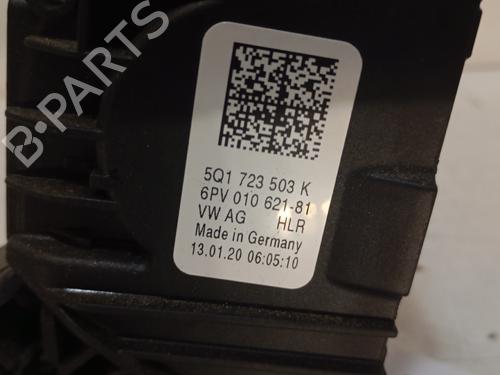 B-PARTS
5Q1 723 503 K
6PV 010 621-81
VW AG HLR
Made in Germany
13.01.20 06:05:10